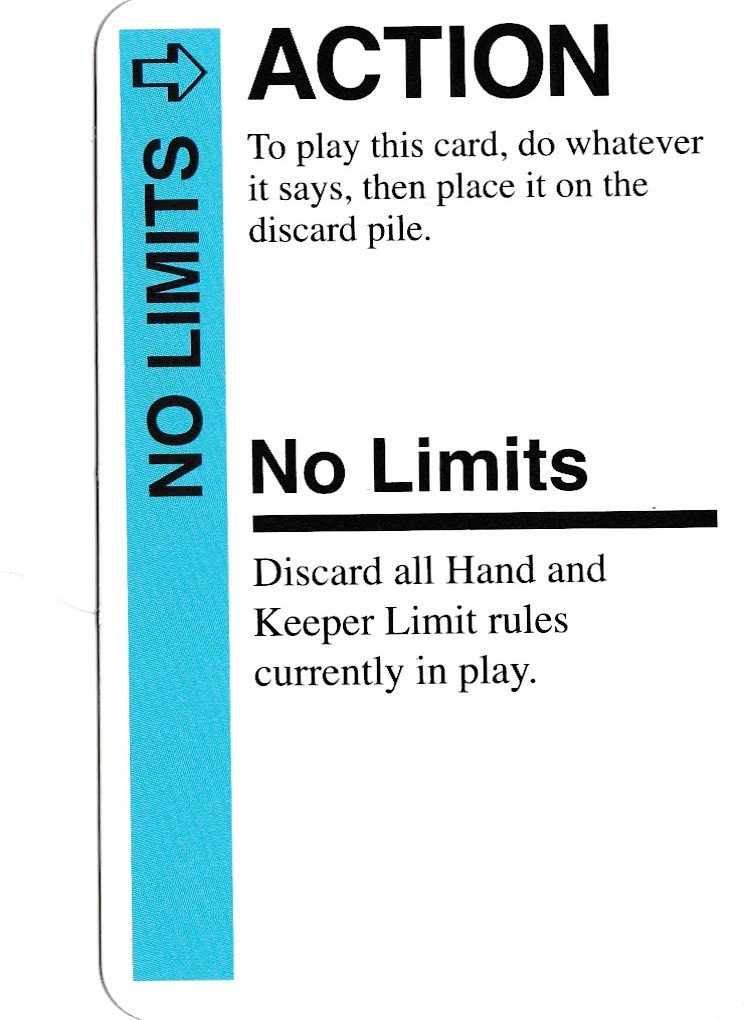 NO LIMITS
ACTION
To play this card, do whatever
it says, then place it on the
discard pile.
No Limits
Discard all Hand and
Keeper Limit rules
currently in play.